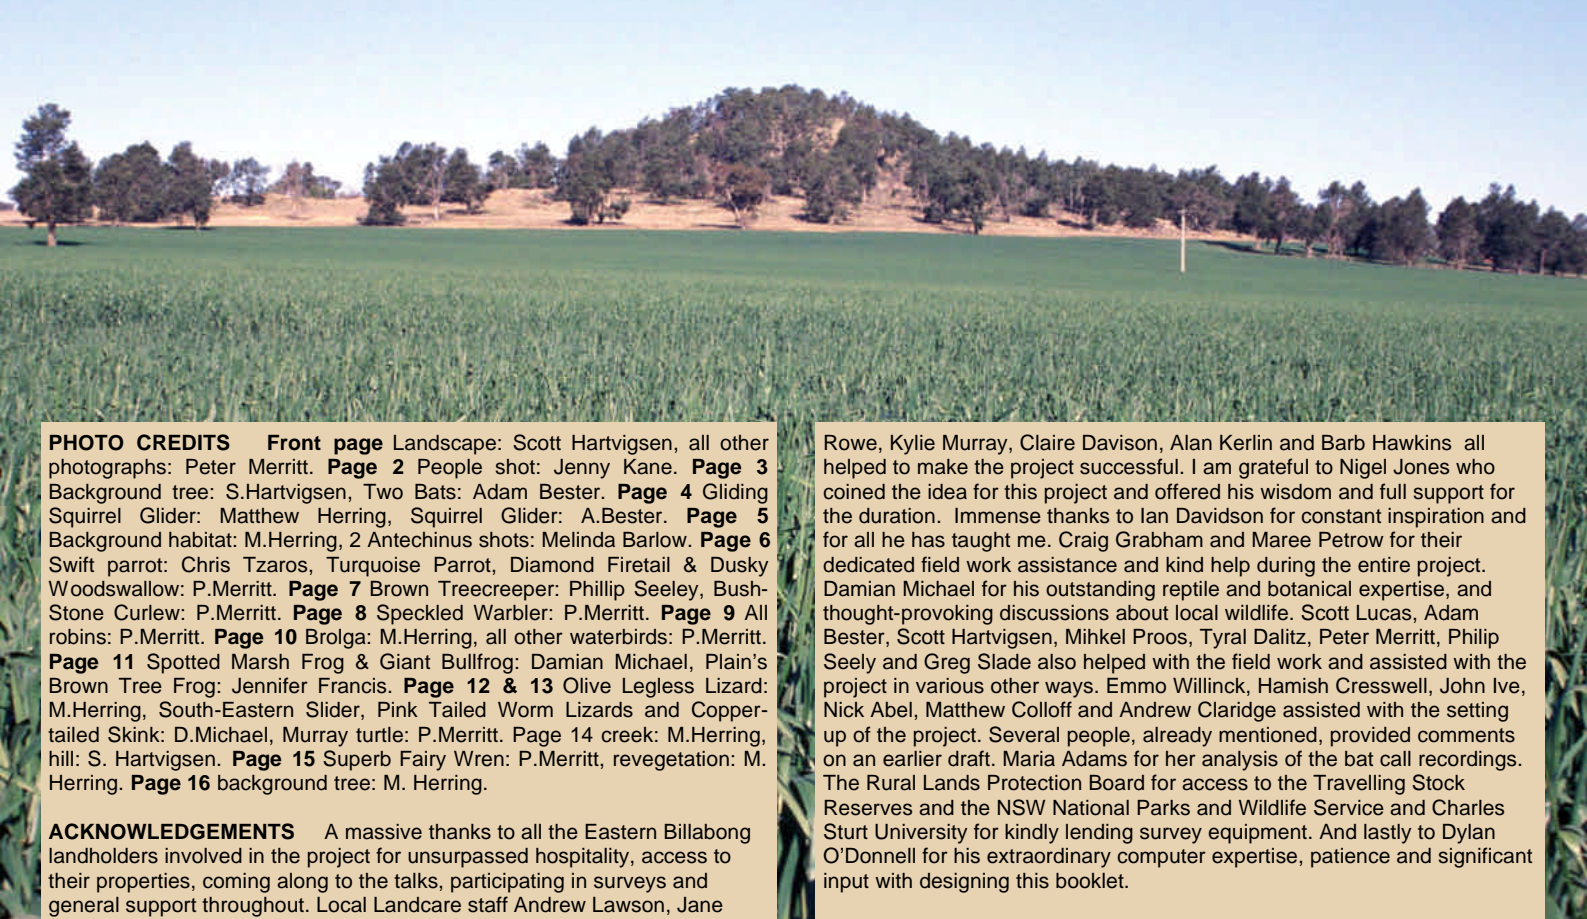 PHOTO CREDITS Front page Landscape: Scott Hartvigsen, all other
photographs: Peter Merritt. Page 2 People shot: Jenny Kane. Page 3
Background tree: S.Hartvigsen, Two Bats: Adam Bester. Page 4 Gliding
Squirrel Glider: Matthew Herring, Squirrel Glider: A.Bester. Page 5
Background habitat: M.Herring, 2 Antechinus shots: Melinda Barlow. Page 6
Swift parrot: Chris Tzaros, Turquoise Parrot, Diamond Firetail & Dusky
Woodswallow: P.Merritt. Page 7 Brown Treecreeper: Phillip Seeley, Bush-
Stone Curlew: P.Merritt. Page 8 Speckled Warbler: P.Merritt. Page 9 All
robins: P.Merritt. Page 10 Brolga: M.Herring, all other waterbirds: P.Merritt.
Page 11 Spotted Marsh Frog & Giant Bullfrog: Damian Michael, Plain's
Brown Tree Frog: Jennifer Francis. Page 12 & 13 Olive Legless Lizard:
M.Herring, South-Eastern Slider, Pink Tailed Worm Lizards and Copper-
tailed Skink: D.Michael, Murray turtle: P.Merritt. Page 14 creek: M.Herring,
hill: S. Hartvigsen. Page 15 Superb Fairy Wren: P.Merritt, revegetation: M.
Herring. Page 16 background tree: M. Herring.
ACKNOWLEDGEMENTS A massive thanks to all the Eastern Billabong
landholders involved in the project for unsurpassed hospitality, access to
their properties, coming along to the talks, participating in surveys and
general support throughout. Local Landcare staff Andrew Lawson, Jane
Rowe, Kylie Murray, Claire Davison, Alan Kerlin and Barb Hawkins all
helped to make the project successful. I am grateful to Nigel Jones who
coined the idea for this project and offered his wisdom and full support for
the duration. Immense thanks to Ian Davidson for constant inspiration and
for all he has taught me. Craig Grabham and Maree Petrow for their
dedicated field work assistance and kind help during the entire project.
Damian Michael for his outstanding reptile and botanical expertise, and
thought-provoking discussions about local wildlife. Scott Lucas, Adam
Bester, Scott Hartvigsen, Mihkel Proos, Tyral Dalitz, Peter Merritt, Philip
Seely and Greg Slade also helped with the field work and assisted with the
project in various other ways. Emmo Willinck, Hamish Cresswell, John Ive,
Nick Abel, Matthew Colloff and Andrew Claridge assisted with the setting
up of the project. Several people, already mentioned, provided comments
on an earlier draft. Maria Adams for her analysis of the bat call recordings.
The Rural Lands Protection Board for access to the Travelling Stock
Reserves and the NSW National Parks and Wildlife Service and Charles
Sturt University for kindly lending survey equipment. And lastly to Dylan
O'Donnell for his extraordinary computer expertise, patience and significant
input with designing this booklet.